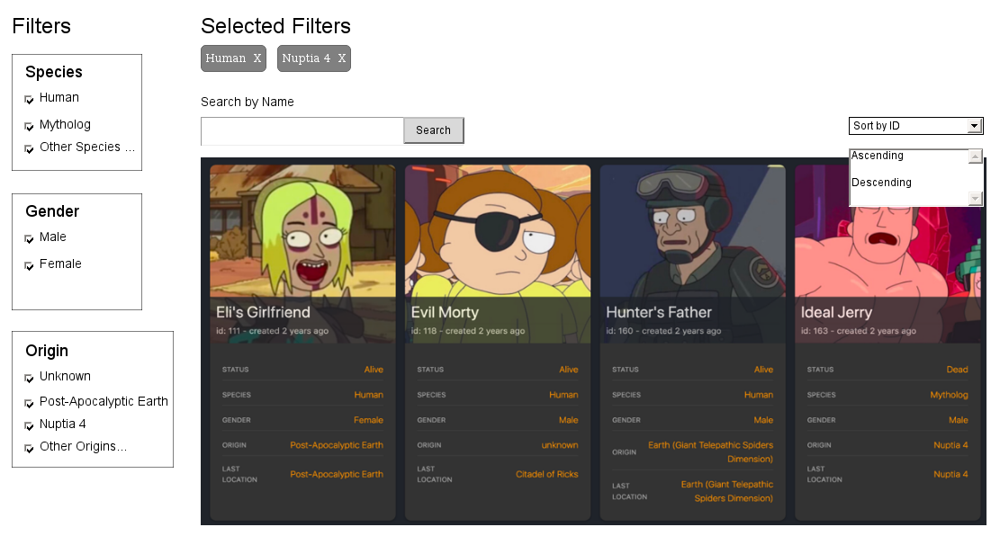 Filters
Species
Human
Mytholog
Other Species ...
Gender
Male
Female
Origin
Unknown
Post-Apocalyptic Earth
Nuptia 4
Other Origins...
Selected Filters
Human X
Nuptia 4 X
Search by Name
Search
Sort by ID
Ascending
Descending
Eli's Girlfriend
id: 111 - created 2 years ago
STATUS Alive
SPECIES Human
GENDER Female
ORIGIN Post-Apocalyptic Earth
LAST
LOCATION Post-Apocalyptic Earth
Evil Morty
id: 118 - created 2 years ago
STATUS Alive
SPECIES Human
GENDER Male
ORIGIN unknown
LAST
LOCATION Citadel of Ricks
Hunter's Father
id: 160 - created 2 years ago
STATUS Alive
SPECIES Human
GENDER Male
ORIGIN Earth (Giant Telepathic Spiders
Dimension)
LAST Earth (Giant Telepathic
LOCATION Spiders Dimension)
Ideal Jerry
id: 163 - created 2 years ago
STATUS Dead
SPECIES Mytholog
GENDER Male
ORIGIN Nuptia 4
LAST
LOCATION Nuptia 4